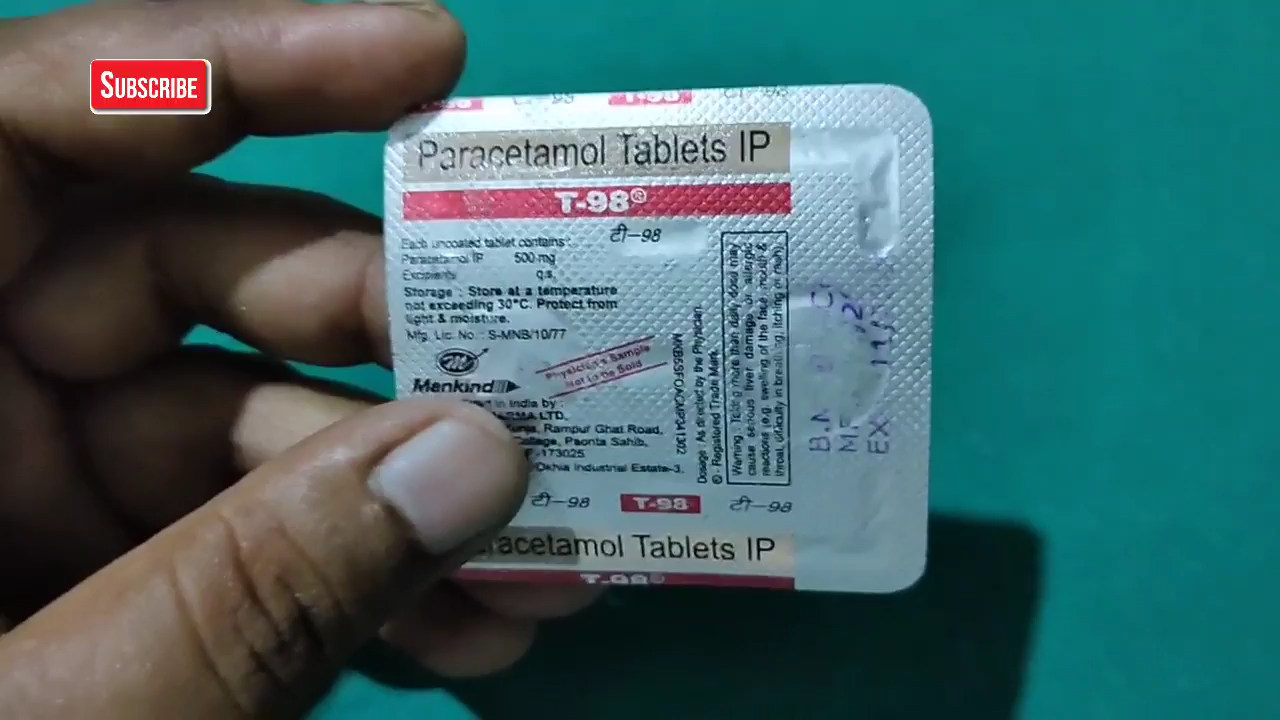 SUBSCRIBE
T-98
Paracetamol Tablets IP
T-98®
टी-98
Each uncoated tablet contains:
Paracetamol IP 500 mg
Excipients q.s.
Storage : Store at a temperature
not exceeding 30°C. Protect from
light & moisture.
Mfg. Lic. No. : S-MNB/10/77
Mankind
Physician's Sample
Not to be Sold
in India by :
LTD.
Rampur Ghat Road,
Paonta Sahib,
173025
Okhla Industrial Estate-3,
Dosage : As directed by the Physician.
® - Registered Trade Mark
Warning : Taking more than daily dose may
cause serious liver damage or allergic
reactions (e.g. swelling of the face, mouth &
throat, difficulty in breathing, itching or rash)
B.N
EX
टी-98 T-98 टी-98
Paracetamol Tablets IP
T-98®